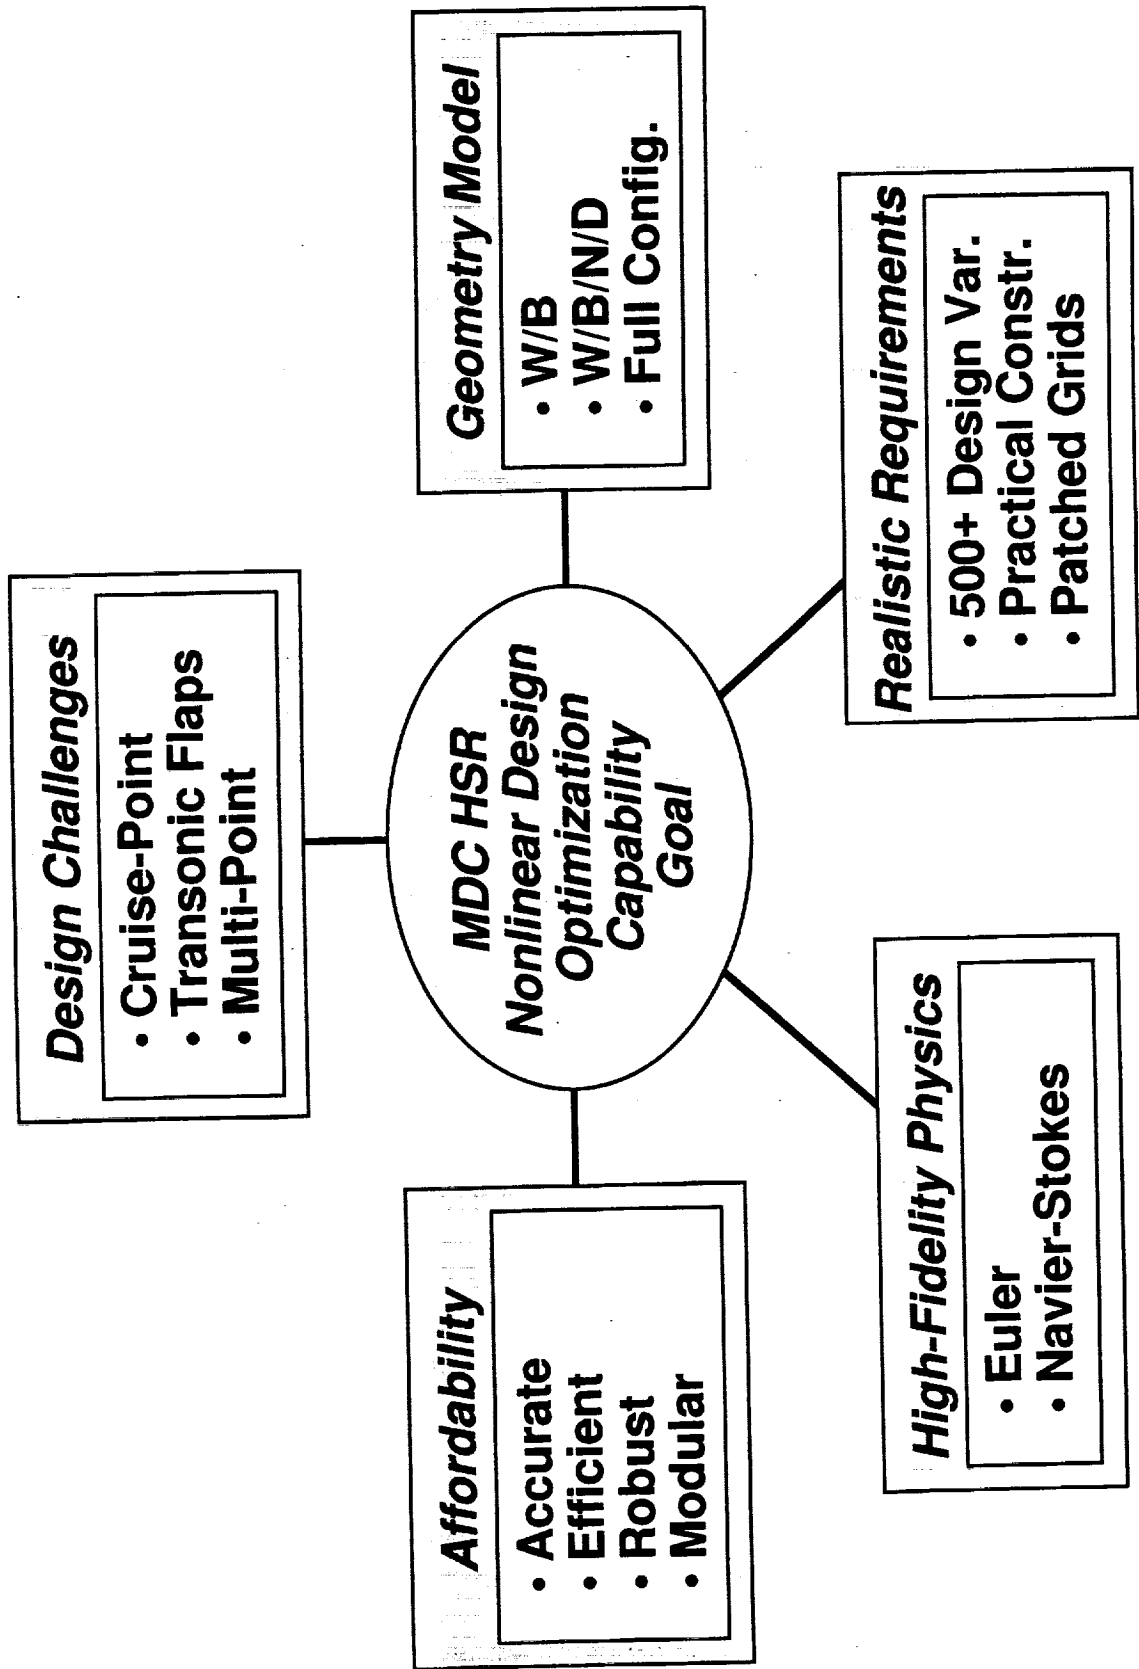 Design Challenges
• Cruise-Point
• Transonic Flaps
• Multi-Point
Affordability
• Accurate
• Efficient
• Robust
• Modular
MDC HSR
Nonlinear Design
Optimization
Capability
Goal
Geometry Model
• W/B
• W/B/N/D
• Full Config.
High-Fidelity Physics
• Euler
• Navier-Stokes
Realistic Requirements
• 500+ Design Var.
• Practical Constr.
• Patched Grids